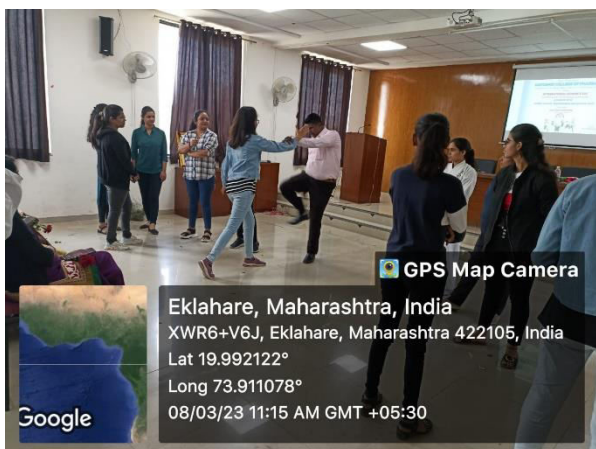 GPS Map Camera
Eklahare, Maharashtra, India
XWR6+V6J, Eklahare, Maharashtra 422105, India
Lat 19.992122°
Long 73.911078°
08/03/23 11:15 AM GMT +05:30
Google